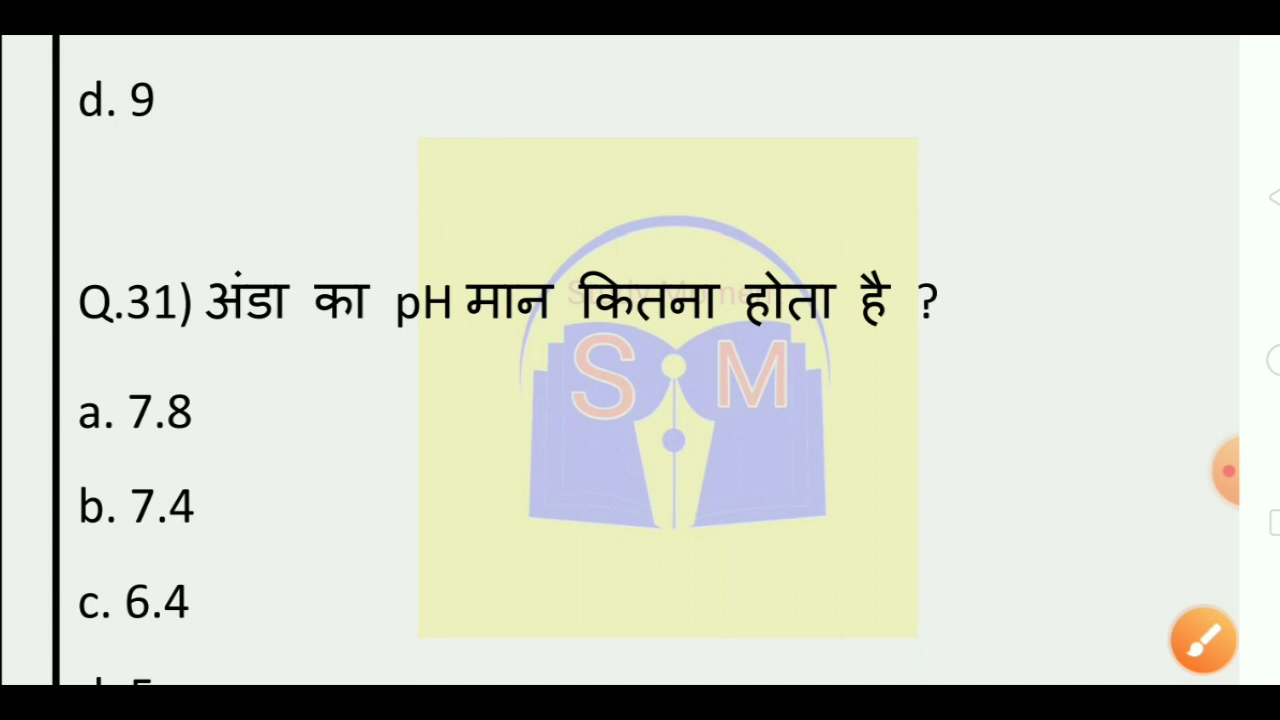 d. 9
Q.31) अंडा का pH मान कितना होता है ?
S M
a. 7.8
b. 7.4
c. 6.4